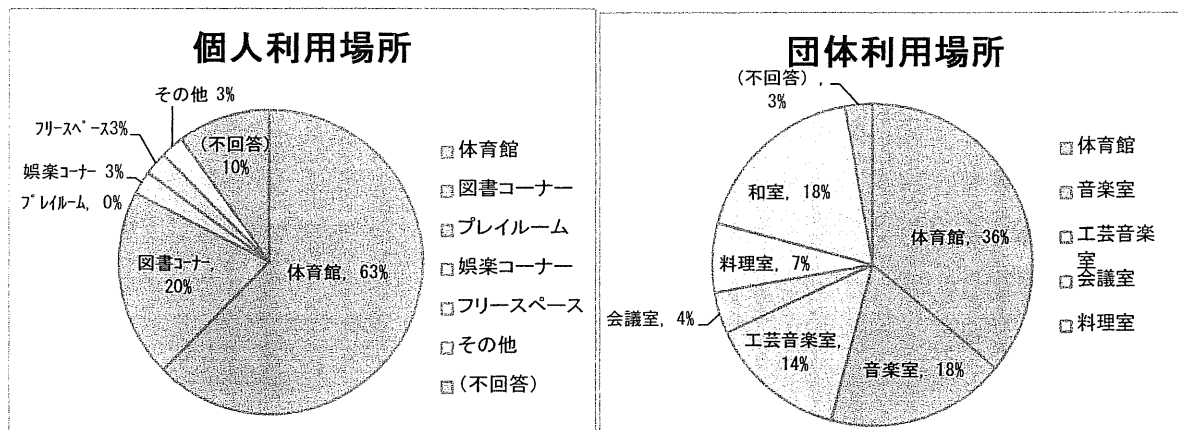 個人利用場所
その他 3%
フリースペース3%
娯楽コーナー 3%
プレイルーム, 0%
(不回答)
10%
図書コーナー,
20%
体育館, 63%
体育館
図書コーナー
プレイルーム
娯楽コーナー
フリースペース
その他
(不回答)
団体利用場所
(不回答) ,
3%
和室, 18%
料理室, 7%
会議室, 4%
工芸音楽室,
14%
音楽室, 18%
体育館, 36%
体育館
音楽室
工芸音楽
室
会議室
料理室